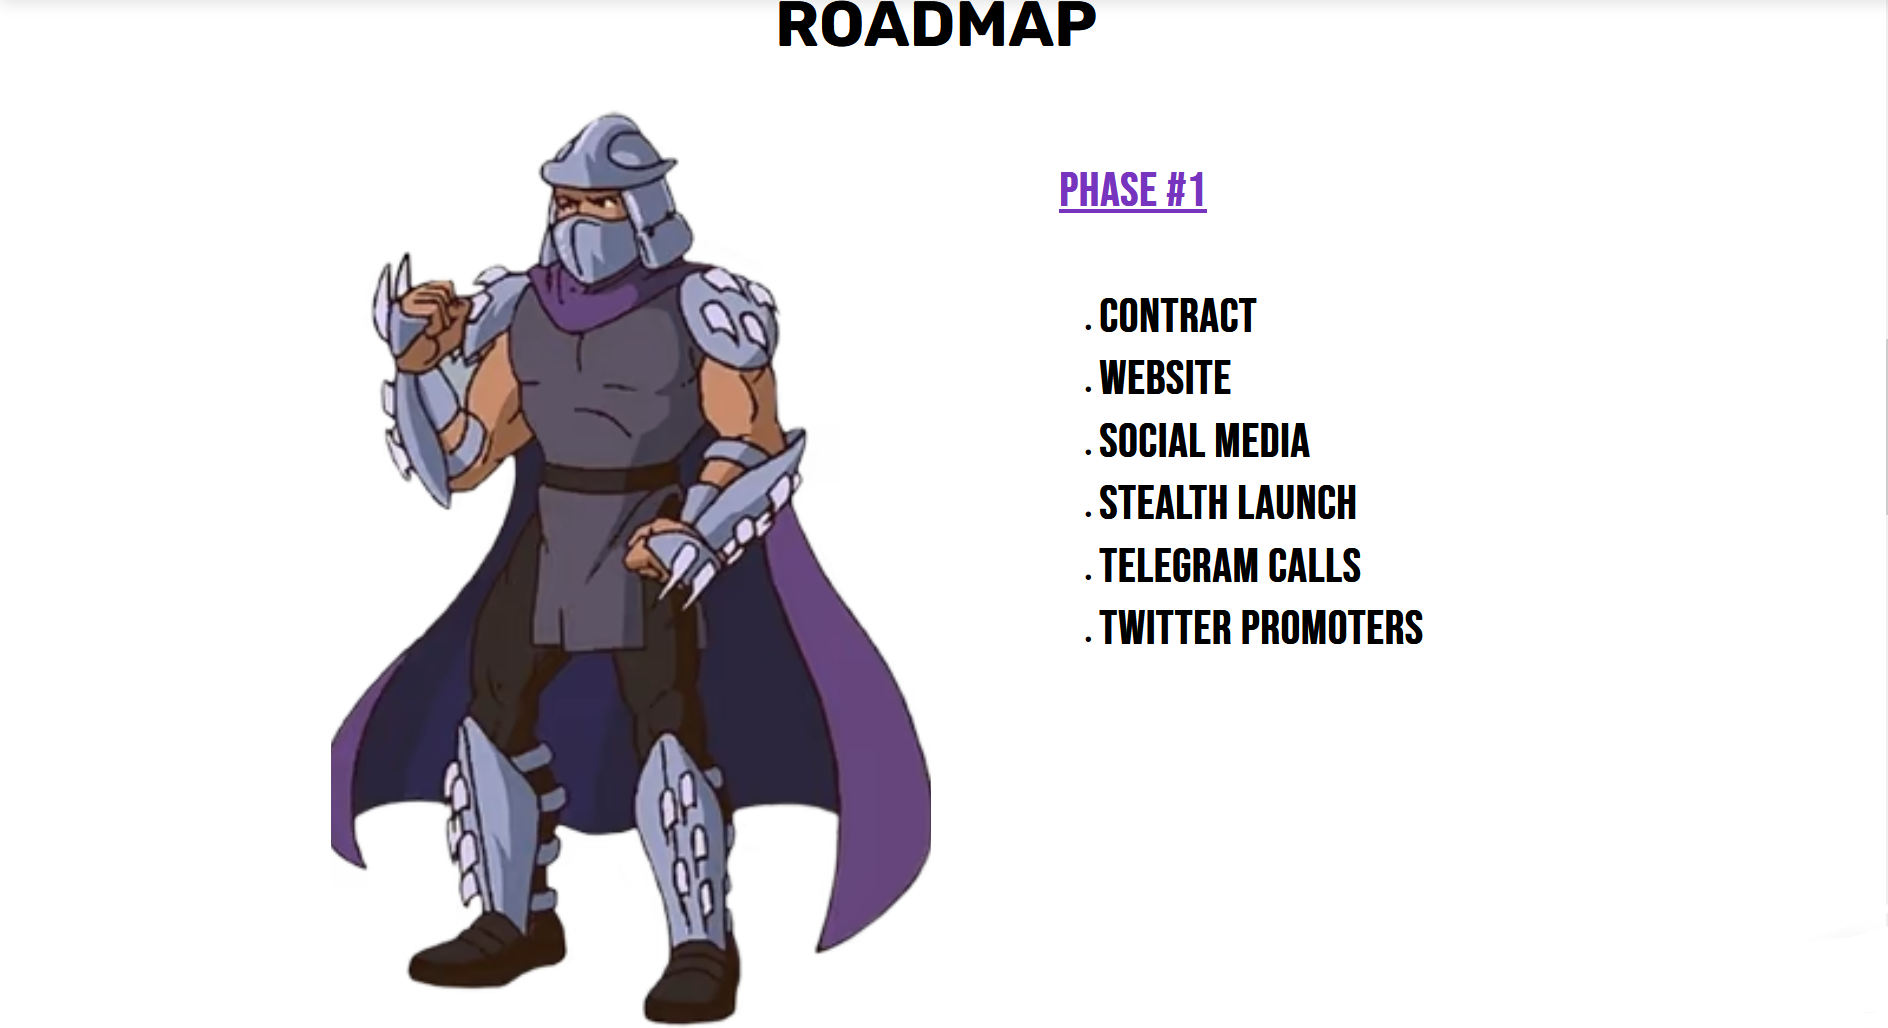 ROADMAP
PHASE #1
. CONTRACT
. WEBSITE
. SOCIAL MEDIA
. STEALTH LAUNCH
. TELEGRAM CALLS
. TWITTER PROMOTERS